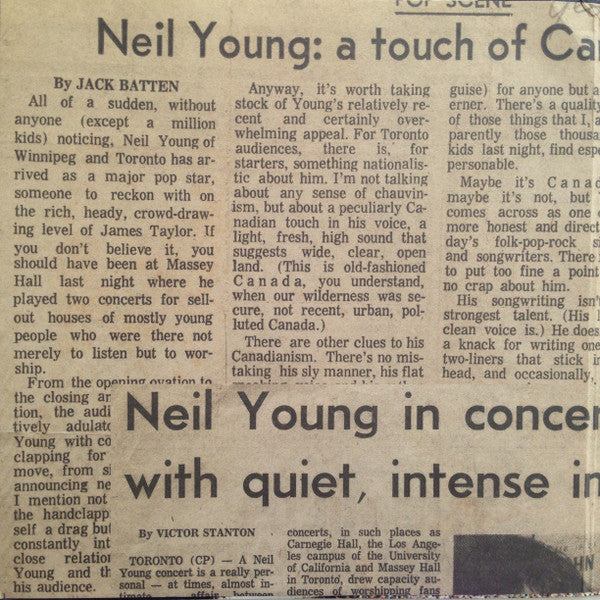 POP SCENE
Neil Young: a touch of Ca
By JACK BATTEN
All of a sudden, without
anyone (except a million
kids) noticing, Neil Young of
Winnipeg and Toronto has ar-
rived as a major pop star,
someone to reckon with on
the rich, heady, crowd-draw-
ing level of James Taylor. If
you don't believe it, you
should have been at Massey
Hall last night where he
played two concerts for sell-
out houses of mostly young
people who were there not
merely to listen but to wor-
ship.
From the opening ovation to
the closing ar
tion, the audi
tively adulate
Young with co
clapping for
move, from s
announcing ne
I mention not
the handclapp
self a drag but
constantly int
close relation
Young and th
his audience.
Anyway, it's worth taking
stock of Young's relatively re-
cent and certainly over-
whelming appeal. For Toronto
audiences, there is, for
starters, something nationalis-
tic about him. I'm not talking
about any sense of chauvin-
ism, but about a peculiarly Ca-
nadian touch in his voice, a
light, fresh, high sound that
suggests wide, clear, open
land. (This is old-fashioned
Canada, you understand,
when our wilderness was se-
cure, not recent, urban, pol-
luted Canada.)
There are other clues to his
Canadianism. There's no mis-
taking his sly manner, his flat
guise) for anyone but a
erner. There's a quality
of those things that I, a
parently those thousa
kids last night, find espe
personable.
Maybe it's Canad
maybe it's not, but
comes across as one o
more honest and direct
day's folk-pop-rock si
and songwriters. There
to put too fine a point
no crap about him.
His songwriting isn'
strongest talent. (His l
clean voice is.) He does
a knack for writing one
two-liners that stick in
head, and occasionally,
Neil Young in concer
with quiet, intense in
By VICTOR STANTON
TORONTO (CP) — A Neil
Young concert is a really per-
sonal — at times, almost in-
timate affair between
concerts, in such places as
Carnegie Hall, the Los Ange-
les campus of the University
of California and Massey Hall
in Toronto, drew capacity au-
diences of worshipping fans